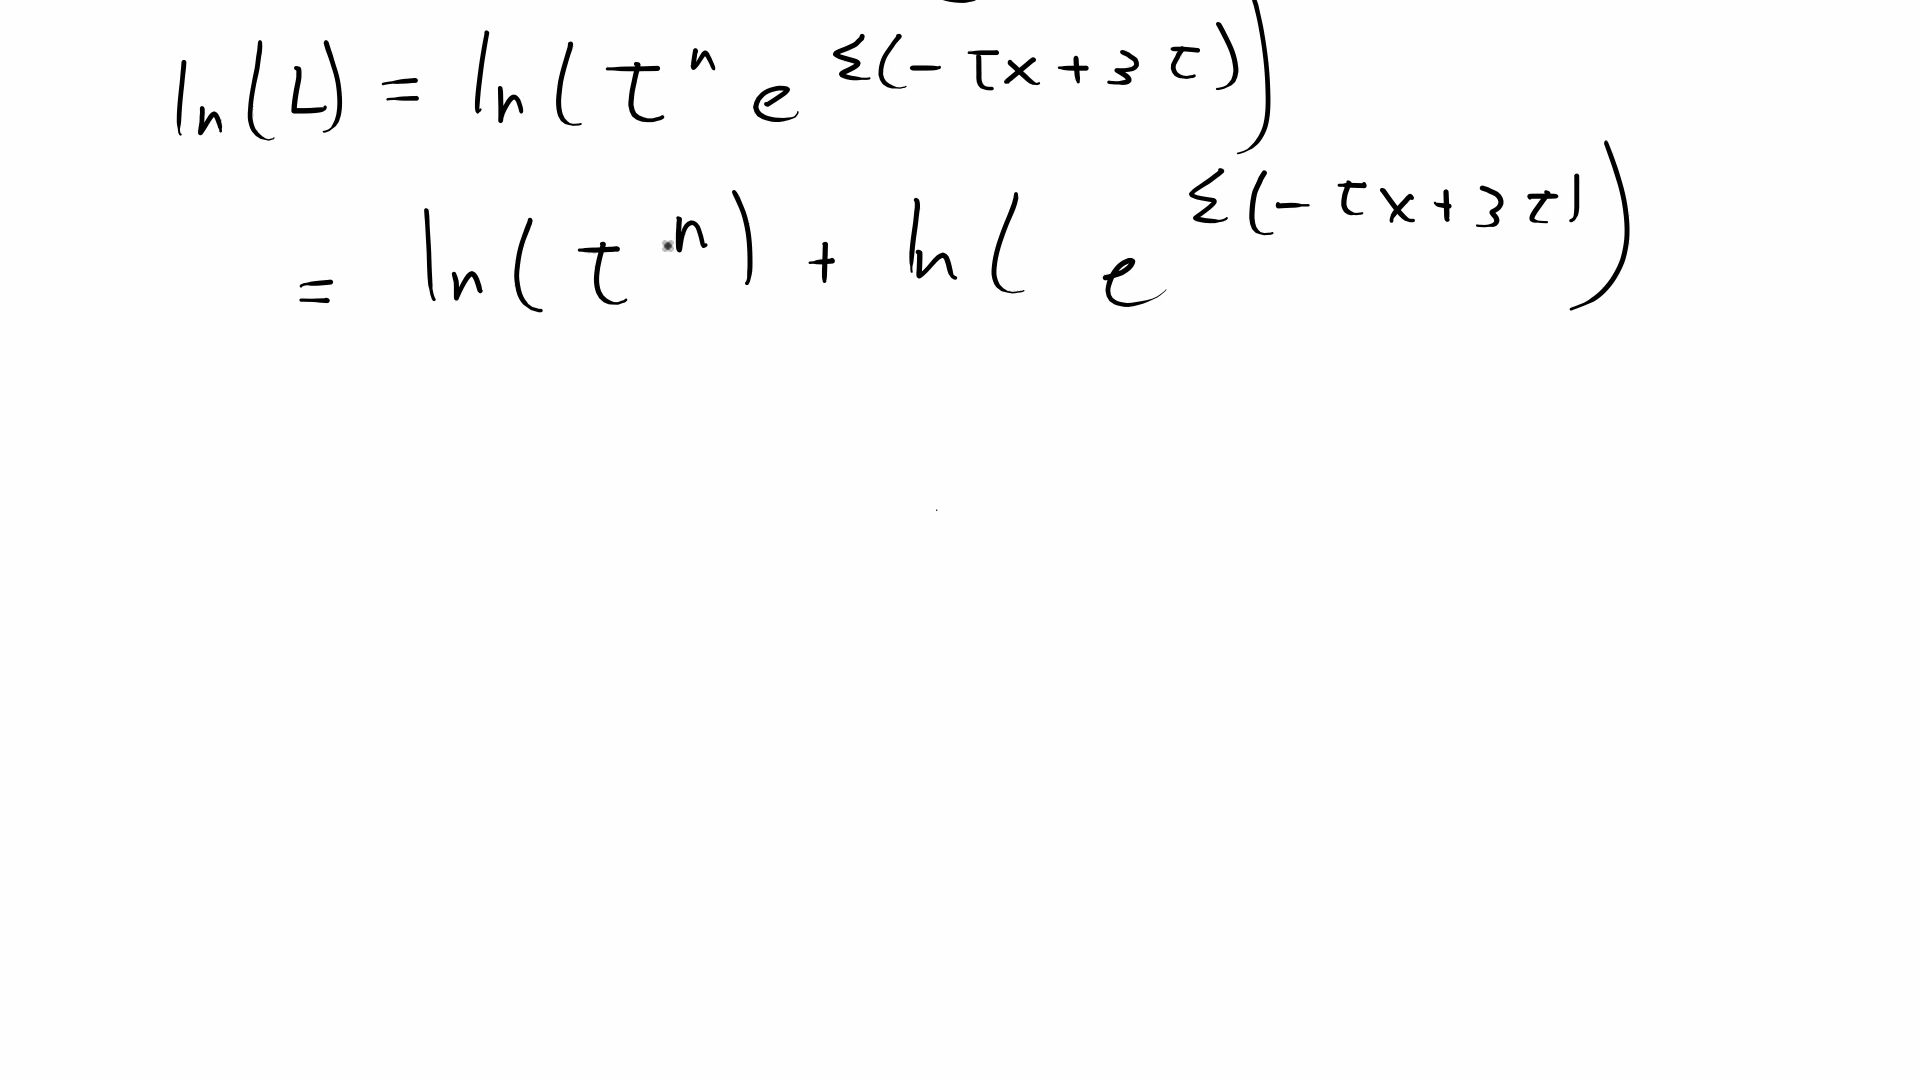 ln(L) = ln(τ^n e^{Σ(-τx+3τ)})
= ln(τ^n) + ln(e^{Σ(-τx+3τ)})